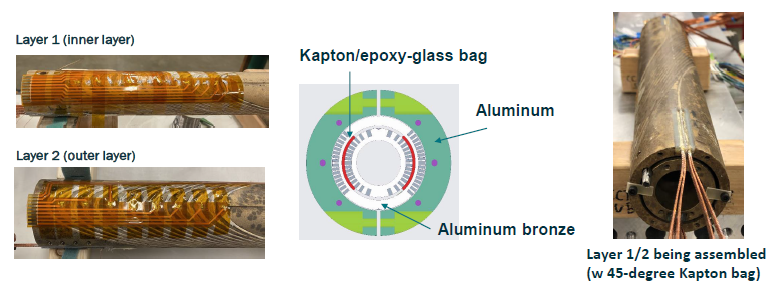 Layer 1 (inner layer)
Kapton/epoxy-glass bag
Aluminum
Layer 2 (outer layer)
Aluminum bronze
Layer 1/2 being assembled
(w 45-degree Kapton bag)